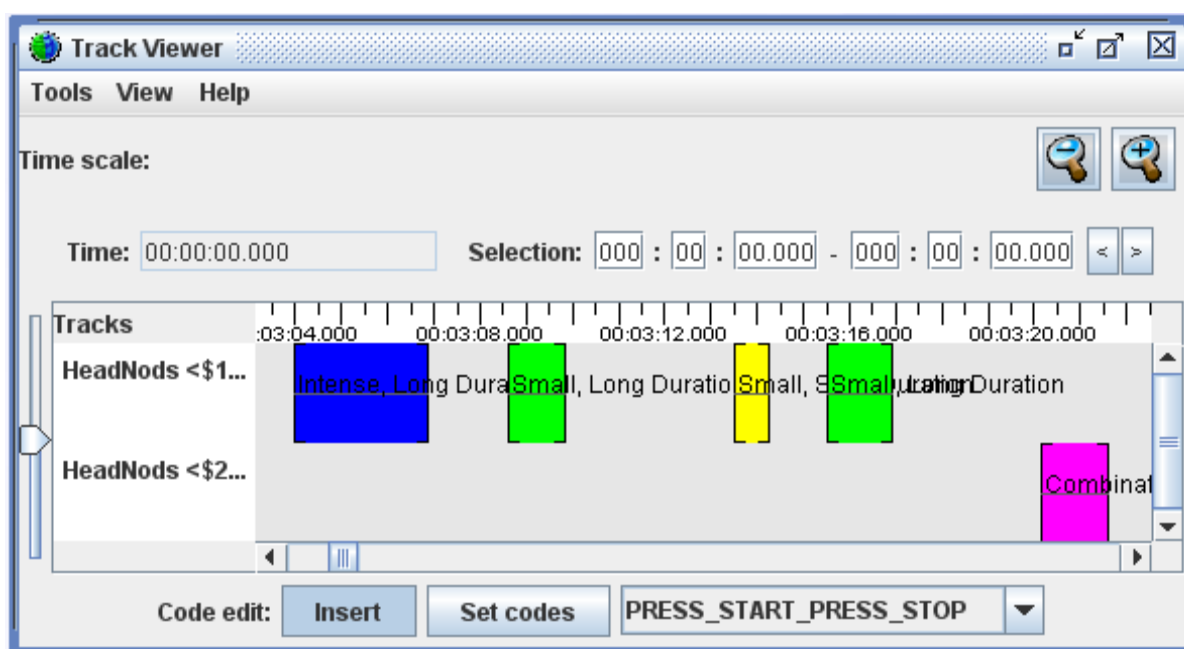 Track Viewer
Tools View Help
Time scale:
Time: 00:00:00.000 Selection: 000 : 00 : 00.000 - 000 : 00 : 00.000 < >
Tracks :03:04.000 00:03:08.000 00:03:12.000 00:03:16.000 00:03:20.000
HeadNods <$1... Intense, Long Dura Small, Long Duratio Small, S Small, Long Duration
HeadNods <$2... Combinat
Code edit: Insert Set codes PRESS_START_PRESS_STOP